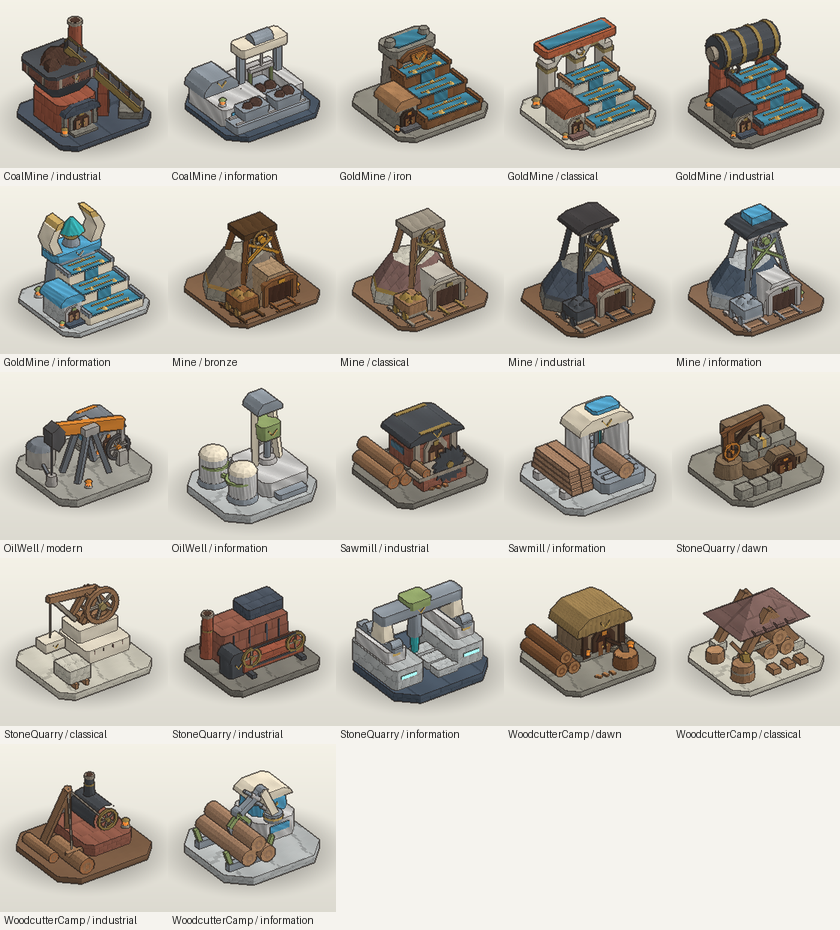 CoalMine / industrial
CoalMine / information
GoldMine / iron
GoldMine / classical
GoldMine / industrial
GoldMine / information
Mine / bronze
Mine / classical
Mine / industrial
Mine / information
OilWell / modern
OilWell / information
Sawmill / industrial
Sawmill / information
StoneQuarry / dawn
StoneQuarry / classical
StoneQuarry / industrial
StoneQuarry / information
WoodcutterCamp / dawn
WoodcutterCamp / classical
WoodcutterCamp / industrial
WoodcutterCamp / information